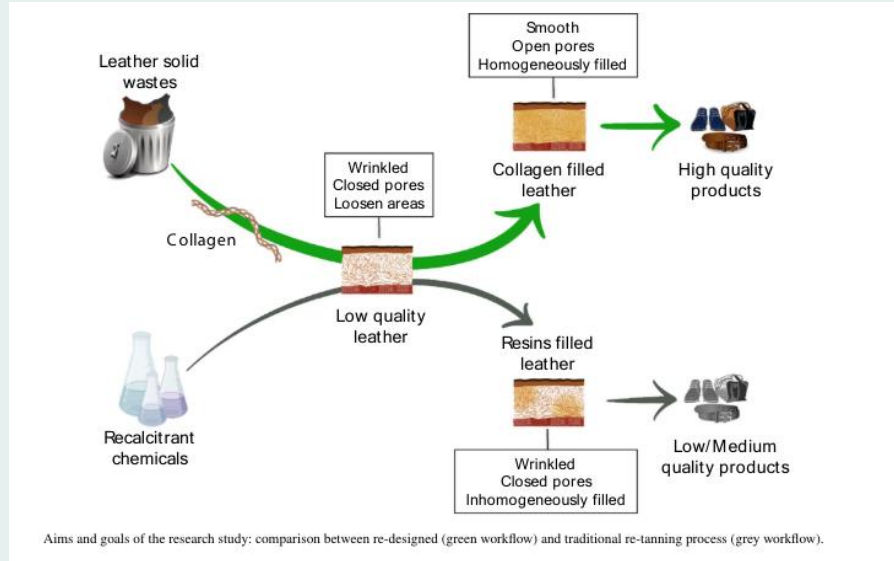 Leather solid
wastes
Smooth
Open pores
Homogeneously filled
Wrinkled
Closed pores
Loosen areas
Collagen filled
leather
High quality
products
Collagen
Low quality
leather
Resins filled
leather
Recalcitrant
chemicals
Low/Medium
quality products
Wrinkled
Closed pores
Inhomogeneously filled
Aims and goals of the research study: comparison between re-designed (green workflow) and traditional re-tanning process (grey workflow).